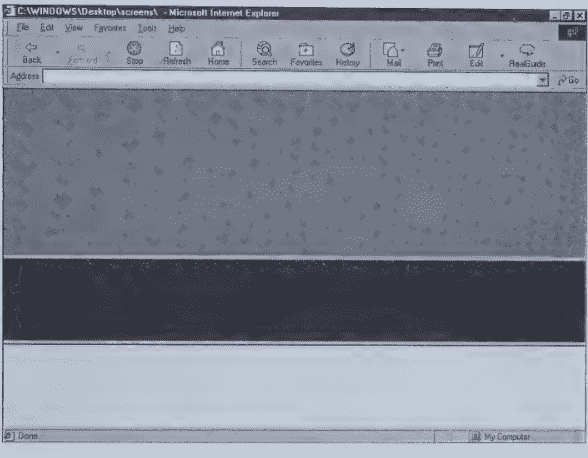 C:\WINDOWS\Desktop\screens\ - Microsoft Internet Explorer
File Edit View Favorites Tools Help
Back Forward Stop Refresh Home Search Favorites History Mail Print Edit RealGuide
Address Go
Done My Computer